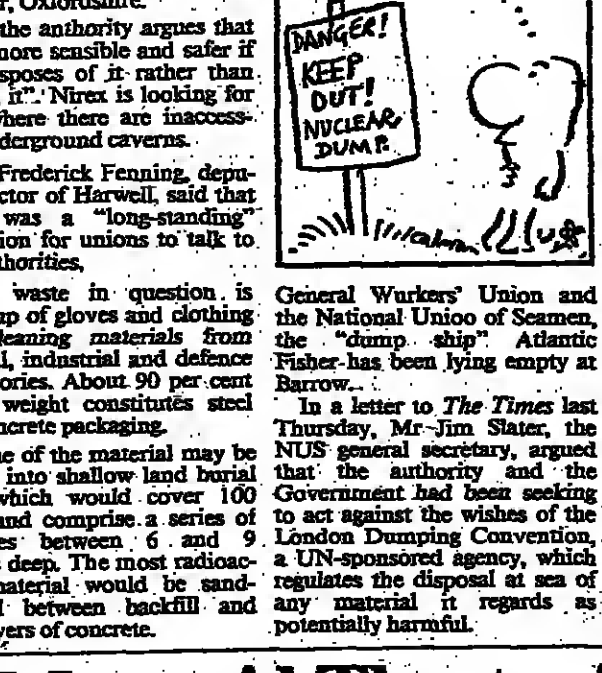 r, Oxfordshire.
the anthority argues that
more sensible and safer if
sposes of it rather than
it". Nirex is looking for
where there are inaccess-
derground caverns.
Frederick Fenning, depu-
ctor of Harwell, said that
was a "long-standing"
ion for unions to talk to
thorities,
waste in question is
up of gloves and clothing
leaning materials from
l, indnstrial and defence
tories. About 90 per cent
weight constitutes steel
ncrete packaging.
ne of the material may be
into shallow land burial
which would cover 100
and comprise a series of
es between 6 and 9
s deep. The most radioac-
material would be sand-
l between backfill and
yers of concrete.
DANGER!
KEEP
OUT!
NUCLEAR
DUMP.
General Wurkers' Union and
the National Unioo of Seamen,
the "dump ship" Atlantic
Fisher has been lying empty at
Barrow.
In a letter to The Times last
Thursday, Mr Jim Slater, the
NUS general secretary, argued
that the authority and the
Government had been seeking
to act against the wishes of the
London Dumping Convention,
a UN-sponsored agency, which
regulates the disposal at sea of
any material it regards as
potentially harmful.